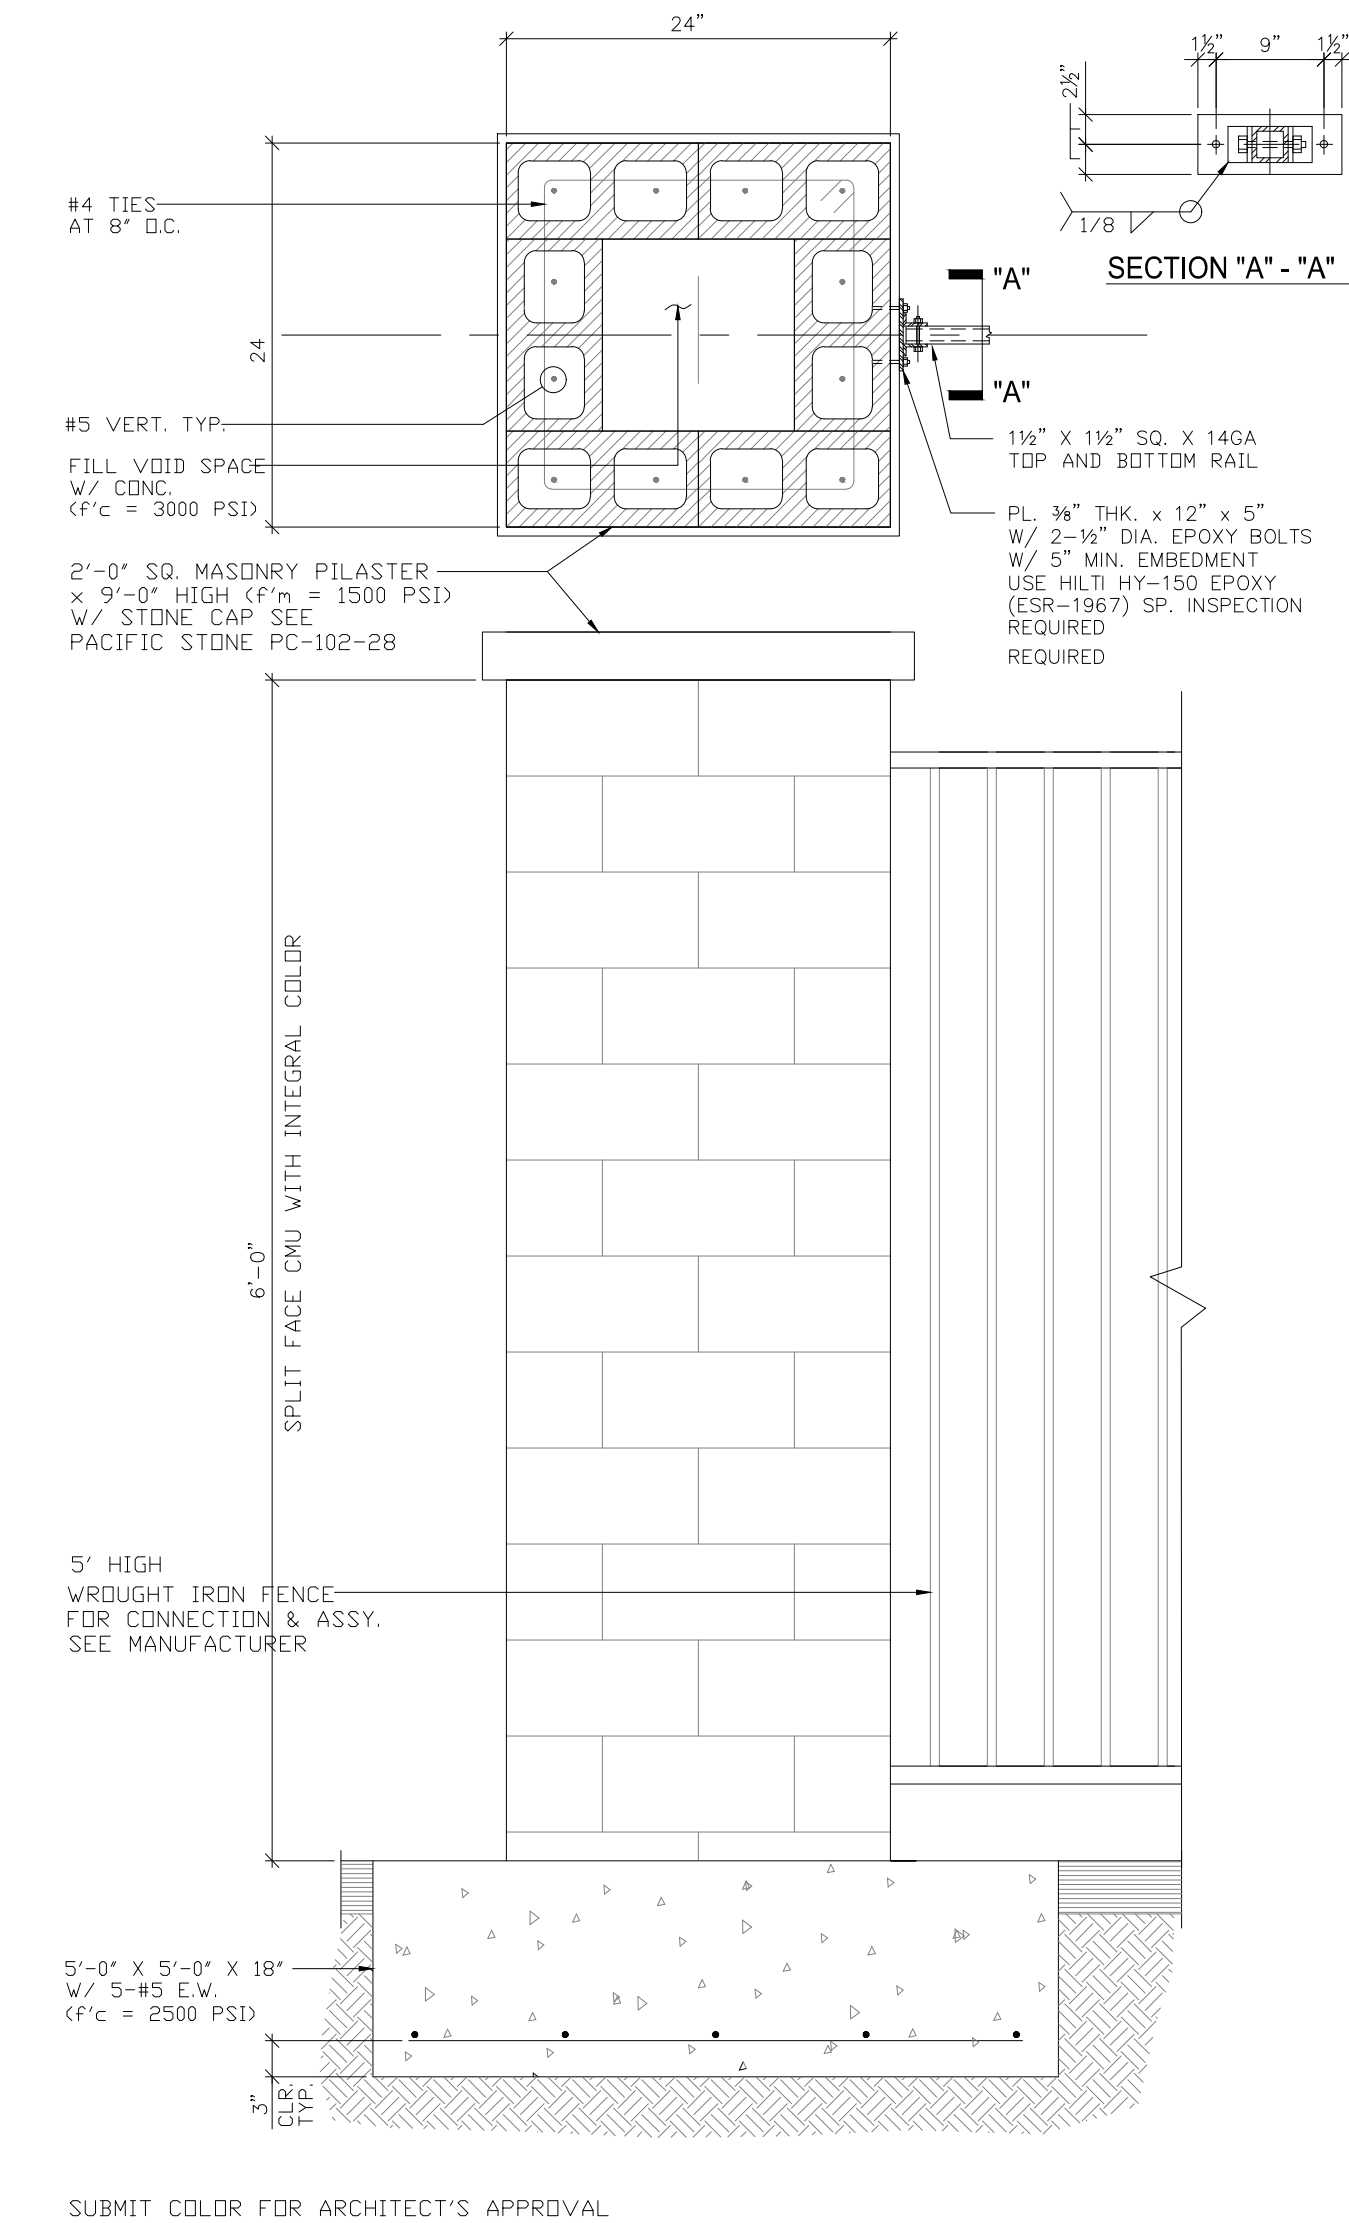 24”
1½” 9” 1½”
2½”
1/8
SECTION "A" - "A"
#4 TIES
AT 8" O.C.
24
"A"
"A"
#5 VERT. TYP.
FILL VOID SPACE
W/ CONC.
(f'c = 3000 PSI)
1½” X 1½” SQ. X 14GA
TOP AND BOTTOM RAIL
PL. ⅜” THK. x 12” x 5”
W/ 2-½” DIA. EPOXY BOLTS
W/ 5” MIN. EMBEDMENT
USE HILTI HY-150 EPOXY
(ESR-1967) SP. INSPECTION
REQUIRED
REQUIRED
2'-0" SQ. MASONRY PILASTER
x 9'-0" HIGH (f'm = 1500 PSI)
W/ STONE CAP SEE
PACIFIC STONE PC-102-28
SPLIT FACE CMU WITH INTEGRAL COLOR
6’-0”
5' HIGH
WROUGHT IRON FENCE
FOR CONNECTION & ASSY.
SEE MANUFACTURER
5'-0" X 5'-0" X 18"
W/ 5-#5 E.W.
(f'c = 2500 PSI)
3”
CLR.
TYP.
SUBMIT COLOR FOR ARCHITECT'S APPROVAL